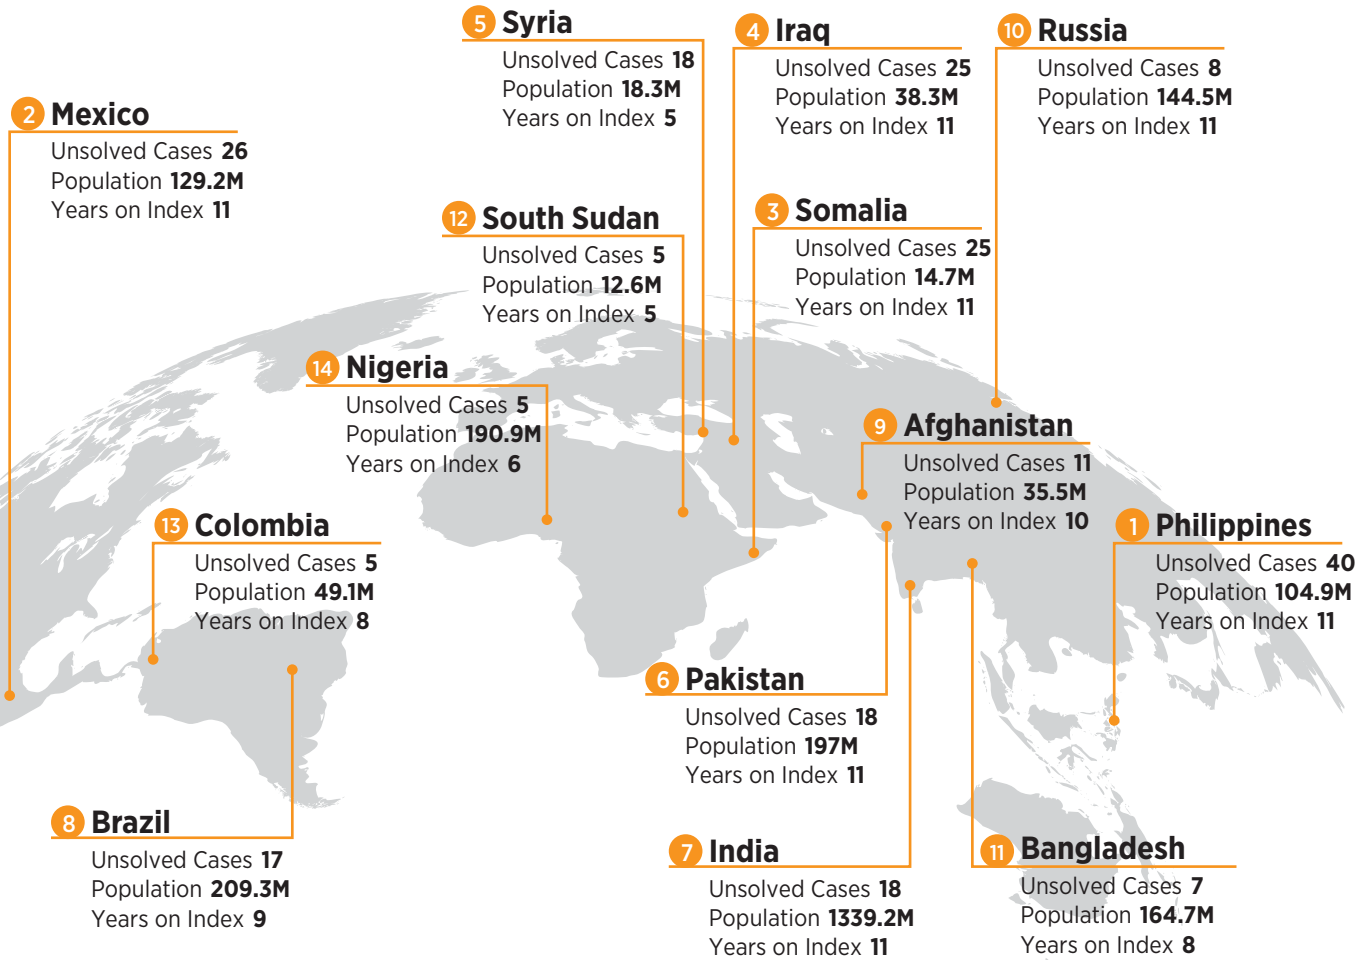 5 Syria
Unsolved Cases 18
Population 18.3M
Years on Index 5
4 Iraq
Unsolved Cases 25
Population 38.3M
Years on Index 11
10 Russia
Unsolved Cases 8
Population 144.5M
Years on Index 11
2 Mexico
Unsolved Cases 26
Population 129.2M
Years on Index 11
12 South Sudan
Unsolved Cases 5
Population 12.6M
Years on Index 5
3 Somalia
Unsolved Cases 25
Population 14.7M
Years on Index 11
14 Nigeria
Unsolved Cases 5
Population 190.9M
Years on Index 6
9 Afghanistan
Unsolved Cases 11
Population 35.5M
Years on Index 10
13 Colombia
Unsolved Cases 5
Population 49.1M
Years on Index 8
1 Philippines
Unsolved Cases 40
Population 104.9M
Years on Index 11
6 Pakistan
Unsolved Cases 18
Population 197M
Years on Index 11
8 Brazil
Unsolved Cases 17
Population 209.3M
Years on Index 9
7 India
Unsolved Cases 18
Population 1339.2M
Years on Index 11
11 Bangladesh
Unsolved Cases 7
Population 164.7M
Years on Index 8